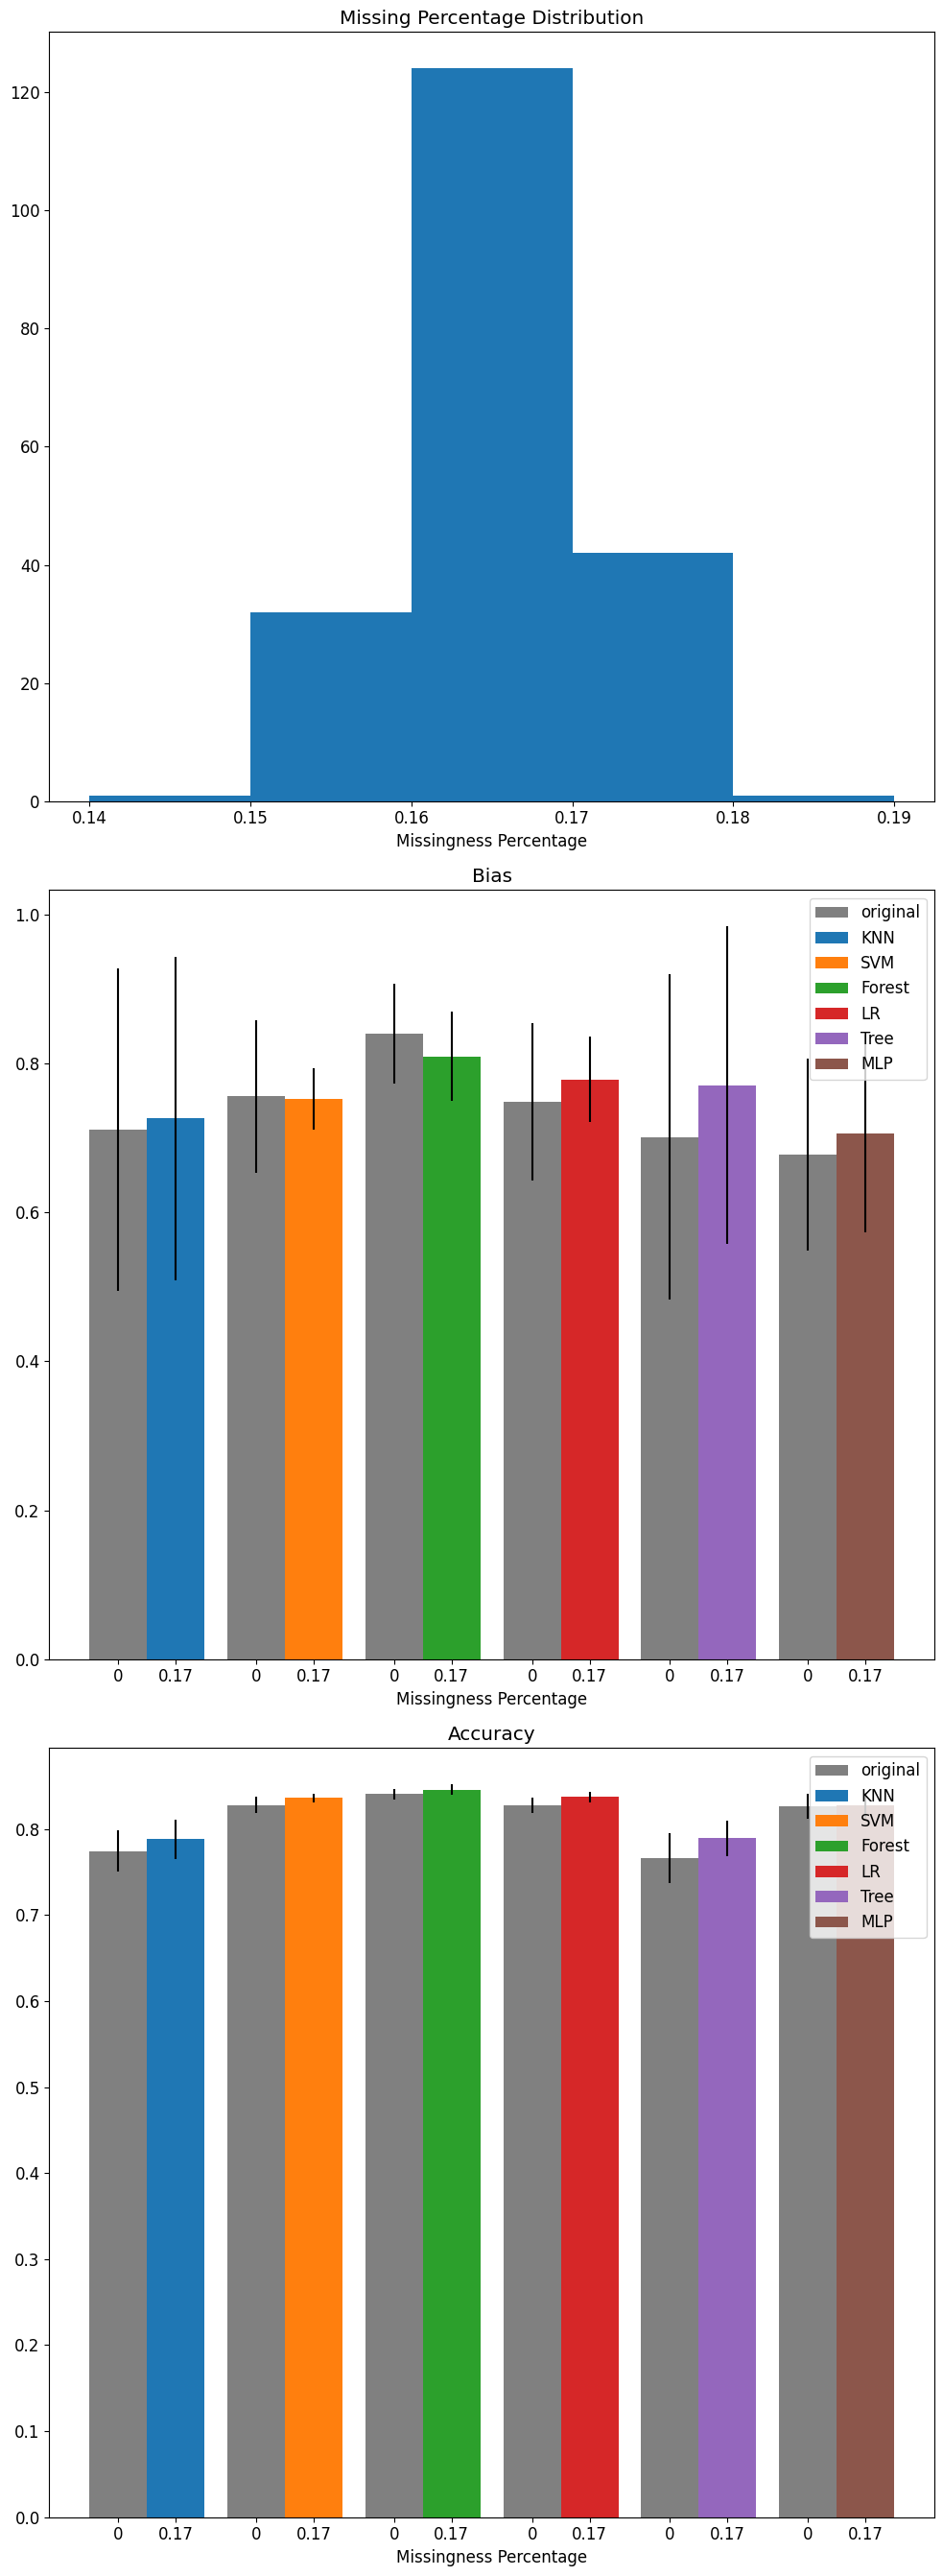 Missing Percentage Distribution
120
100
80
60
40
20
0
0.14 0.15 0.16 0.17 0.18 0.19
Missingness Percentage
Bias
original
KNN
SVM
Forest
LR
Tree
MLP
1.0
0.8
0.6
0.4
0.2
0.0
0 0.17 0 0.17 0 0.17 0 0.17 0 0.17 0 0.17
Missingness Percentage
Accuracy
original
KNN
SVM
Forest
LR
Tree
MLP
0.8
0.7
0.6
0.5
0.4
0.3
0.2
0.1
0.0
0 0.17 0 0.17 0 0.17 0 0.17 0 0.17 0 0.17
Missingness Percentage